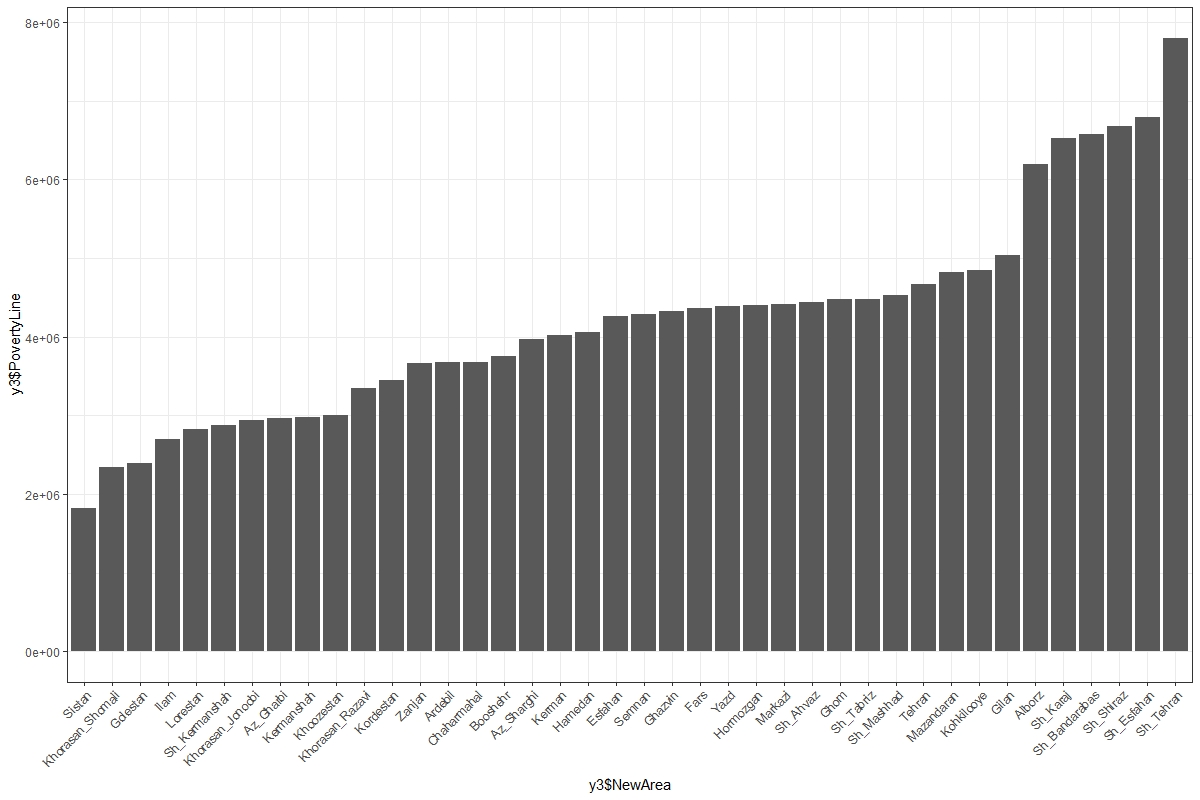 y3$PovertyLine
8e+06
6e+06
4e+06
2e+06
0e+00
Sistan
Khorasan_Shomali
Golestan
Ilam
Lorestan
Sh_Kermanshah
Khorasan_Jonoobi
Az_Gharbi
Kermanshah
Khoozestan
Khorasan_Razavi
Kordestan
Zanjan
Ardebil
Chaharmahal
Booshehr
Az_Sharghi
Kerman
Hamedan
Esfahan
Semnan
Ghazvin
Fars
Yazd
Hormozgan
Markazi
Sh_Ahvaz
Ghom
Sh_Tabriz
Sh_Mashhad
Tehran
Mazandaran
Kohkilooye
Gilan
Alborz
Sh_Karaj
Sh_Bandarabas
Sh_Shiraz
Sh_Esfahan
Sh_Tehran
y3$NewArea